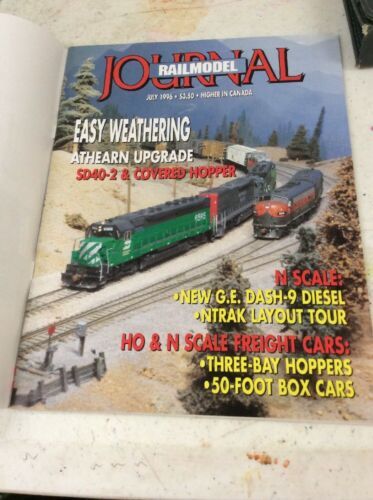 RAILMODEL
JOURNAL
JULY 1996 • $3.50 • HIGHER IN CANADA
EASY WEATHERING
ATHEARN UPGRADE
SD40-2 & COVERED HOPPER
N SCALE:
•NEW G.E. DASH-9 DIESEL
•NTRAK LAYOUT TOUR
HO & N SCALE FREIGHT CARS:
•THREE-BAY HOPPERS
•50-FOOT BOX CARS